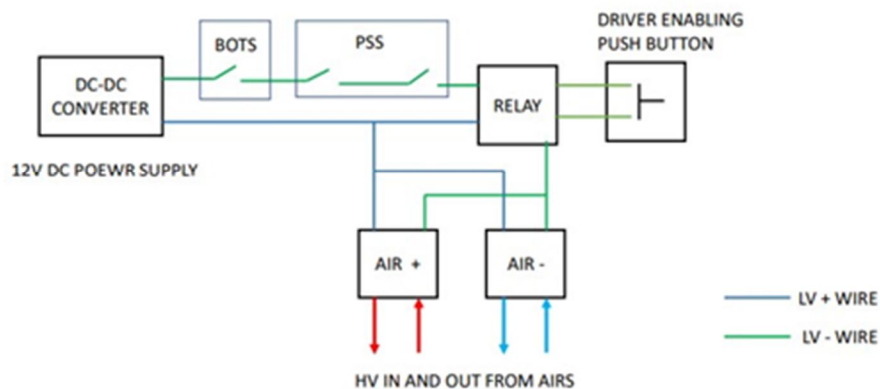 BOTS
PSS
DRIVER ENABLING
PUSH BUTTON
DC-DC
CONVERTER
RELAY
12V DC POEWR SUPPLY
AIR +
AIR -
LV + WIRE
LV - WIRE
HV IN AND OUT FROM AIRS